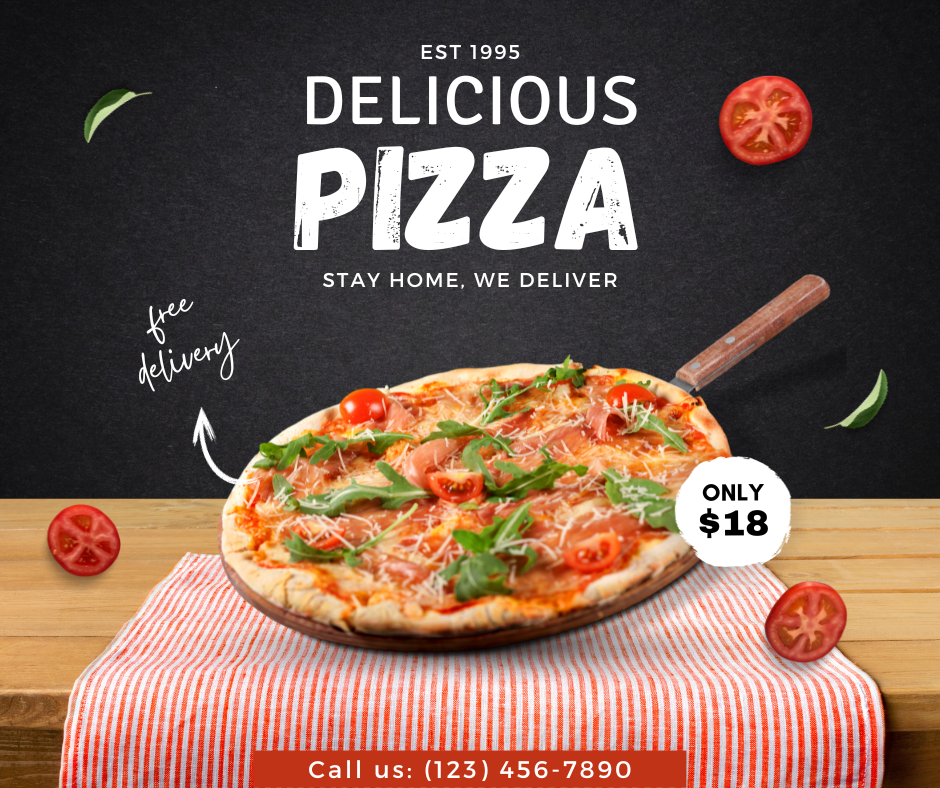 EST 1995
DELICIOUS
PIZZA
STAY HOME, WE DELIVER
free
delivery
ONLY
$18
Call us: (123) 456-7890